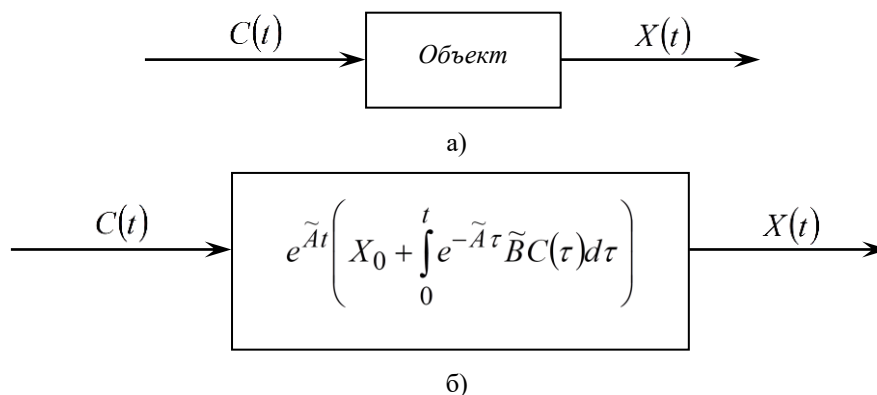 C(t) Объект X(t)
а)
C(t) e^{Ãt}(X_0 + ∫_0^t e^{-Ãτ} B̃C(τ)dτ) X(t)
б)